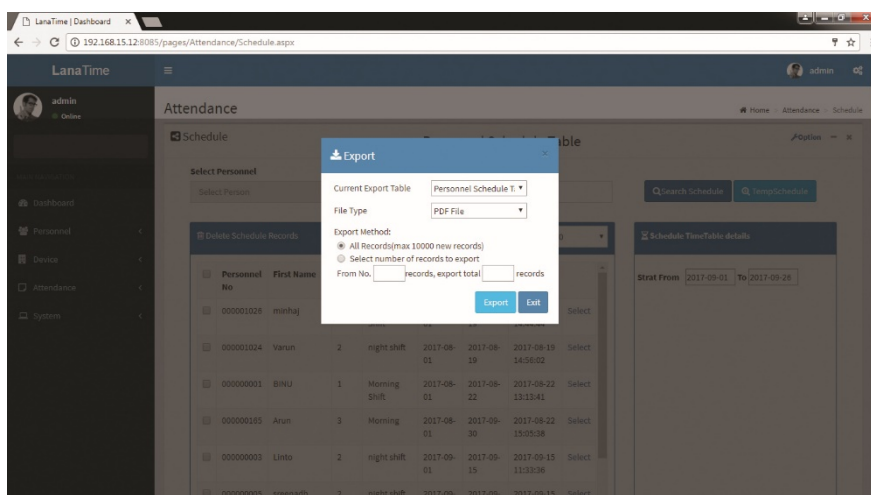 LanaTime | Dashboard
192.168.15.12:8085/pages/Attendance/Schedule.aspx
LanaTime
admin
admin
Online
Attendance
Home Attendance Schedule
Schedule
Option
Select Personnel
Select Person
Search Schedule
TempSchedule
Dashboard
Personnel
Device
Attendance
System
Delete Schedule Records
Schedule TimeTable details
Strat From 2017-09-01 To 2017-09-26
Export
Current Export Table Personnel Schedule T
File Type PDF File
Export Method:
All Records(max 10000 new records)
Select number of records to export
From No. records, export total records
Export Exit
Personnel No First Name
000001026 minhaj Select
000001024 Varun 2 night shift 2017-08-01 2017-08-19 2017-08-19 14:56:02 Select
000000001 BINU 1 Morning Shift 2017-08-01 2017-08-22 2017-08-22 13:13:41 Select
000000165 Arun 3 Morning 2017-08-01 2017-09-30 2017-08-22 15:05:38 Select
000000003 Linto 2 night shift 2017-09-01 2017-09-15 2017-09-15 11:33:36 Select